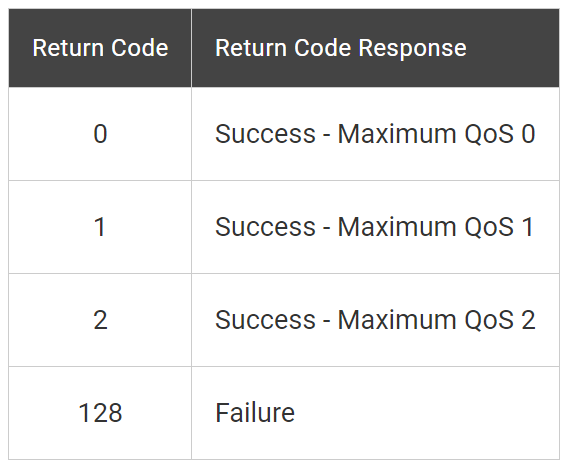 Return Code Return Code Response
0 Success - Maximum QoS 0
1 Success - Maximum QoS 1
2 Success - Maximum QoS 2
128 Failure